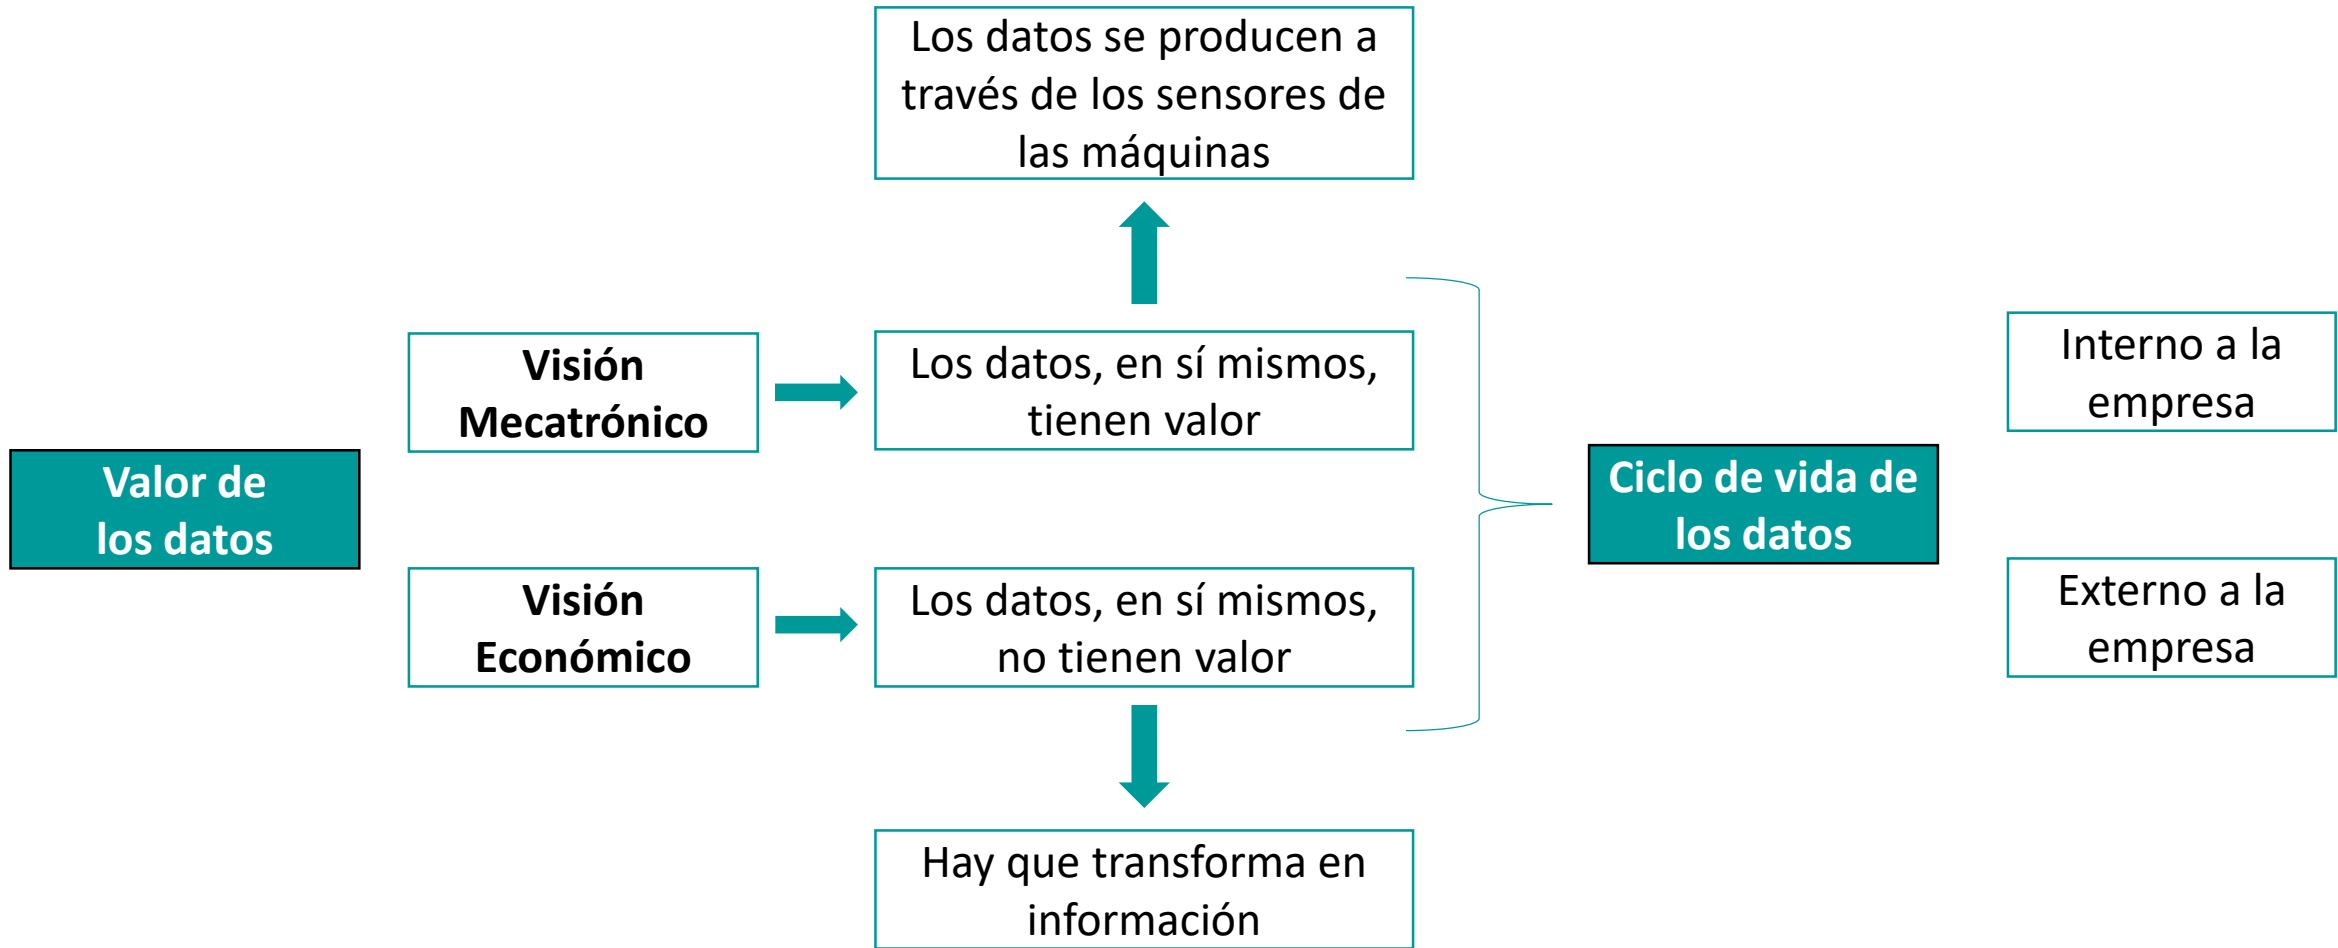 Los datos se producen a
través de los sensores de
las máquinas
Visión
Mecatrónico
Los datos, en sí mismos,
tienen valor
Interno a la
empresa
Valor de
los datos
Ciclo de vida de
los datos
Visión
Económico
Los datos, en sí mismos,
no tienen valor
Externo a la
empresa
Hay que transforma en
información